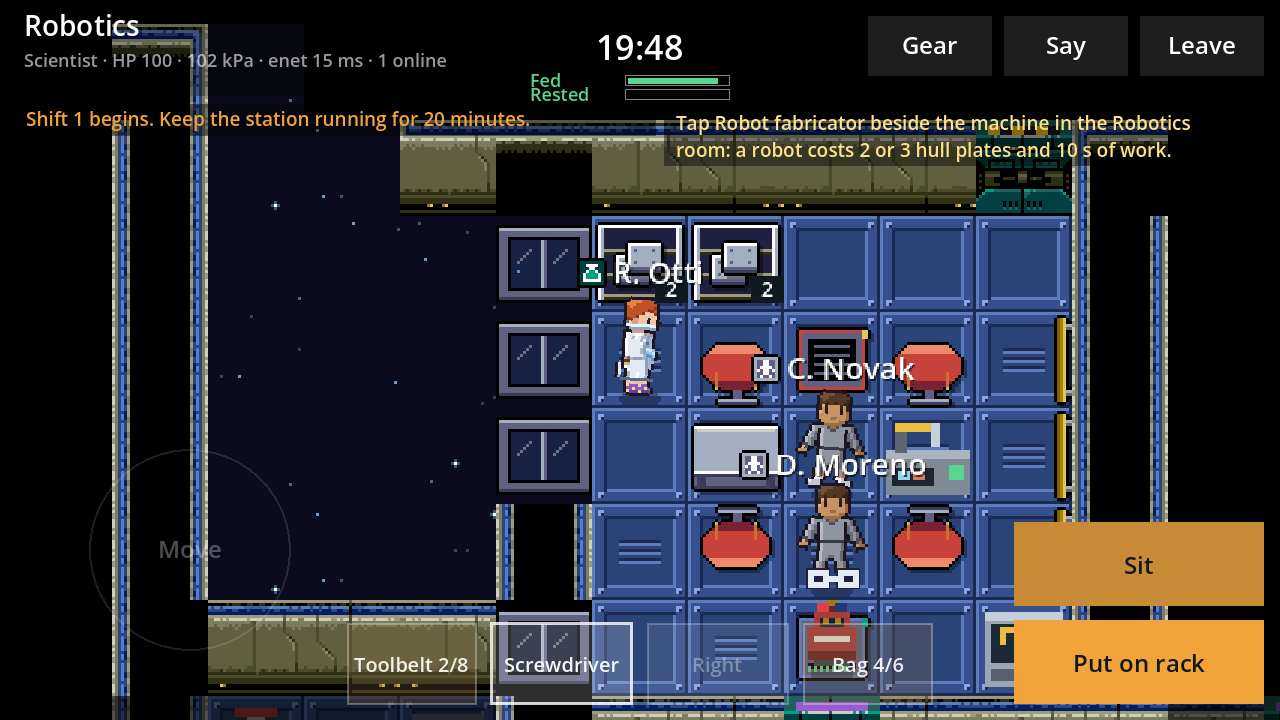 Robotics
Scientist · HP 100 · 102 kPa · enet 15 ms · 1 online
19:48
Gear
Say
Leave
Fed
Rested
Shift 1 begins. Keep the station running for 20 minutes.
Tap Robot fabricator beside the machine in the Robotics
room: a robot costs 2 or 3 hull plates and 10 s of work.
R. Otti
2
2
C. Novak
D. Moreno
Move
Sit
Toolbelt 2/8
Screwdriver
Right
Bag 4/6
Put on rack